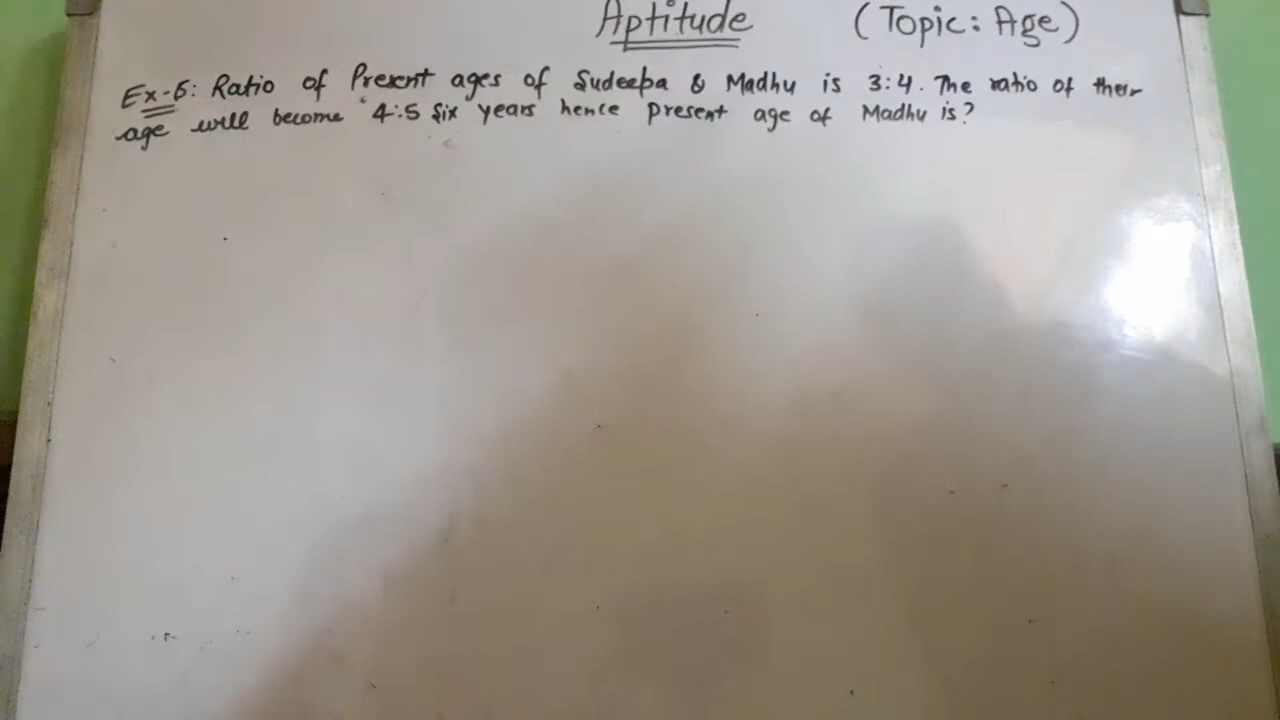 Aptitude (Topic: Age)
Ex-6: Ratio of Present ages of Sudeepa & Madhu is 3:4. The ratio of their
age will become 4:5 Six years hence present age of Madhu is?